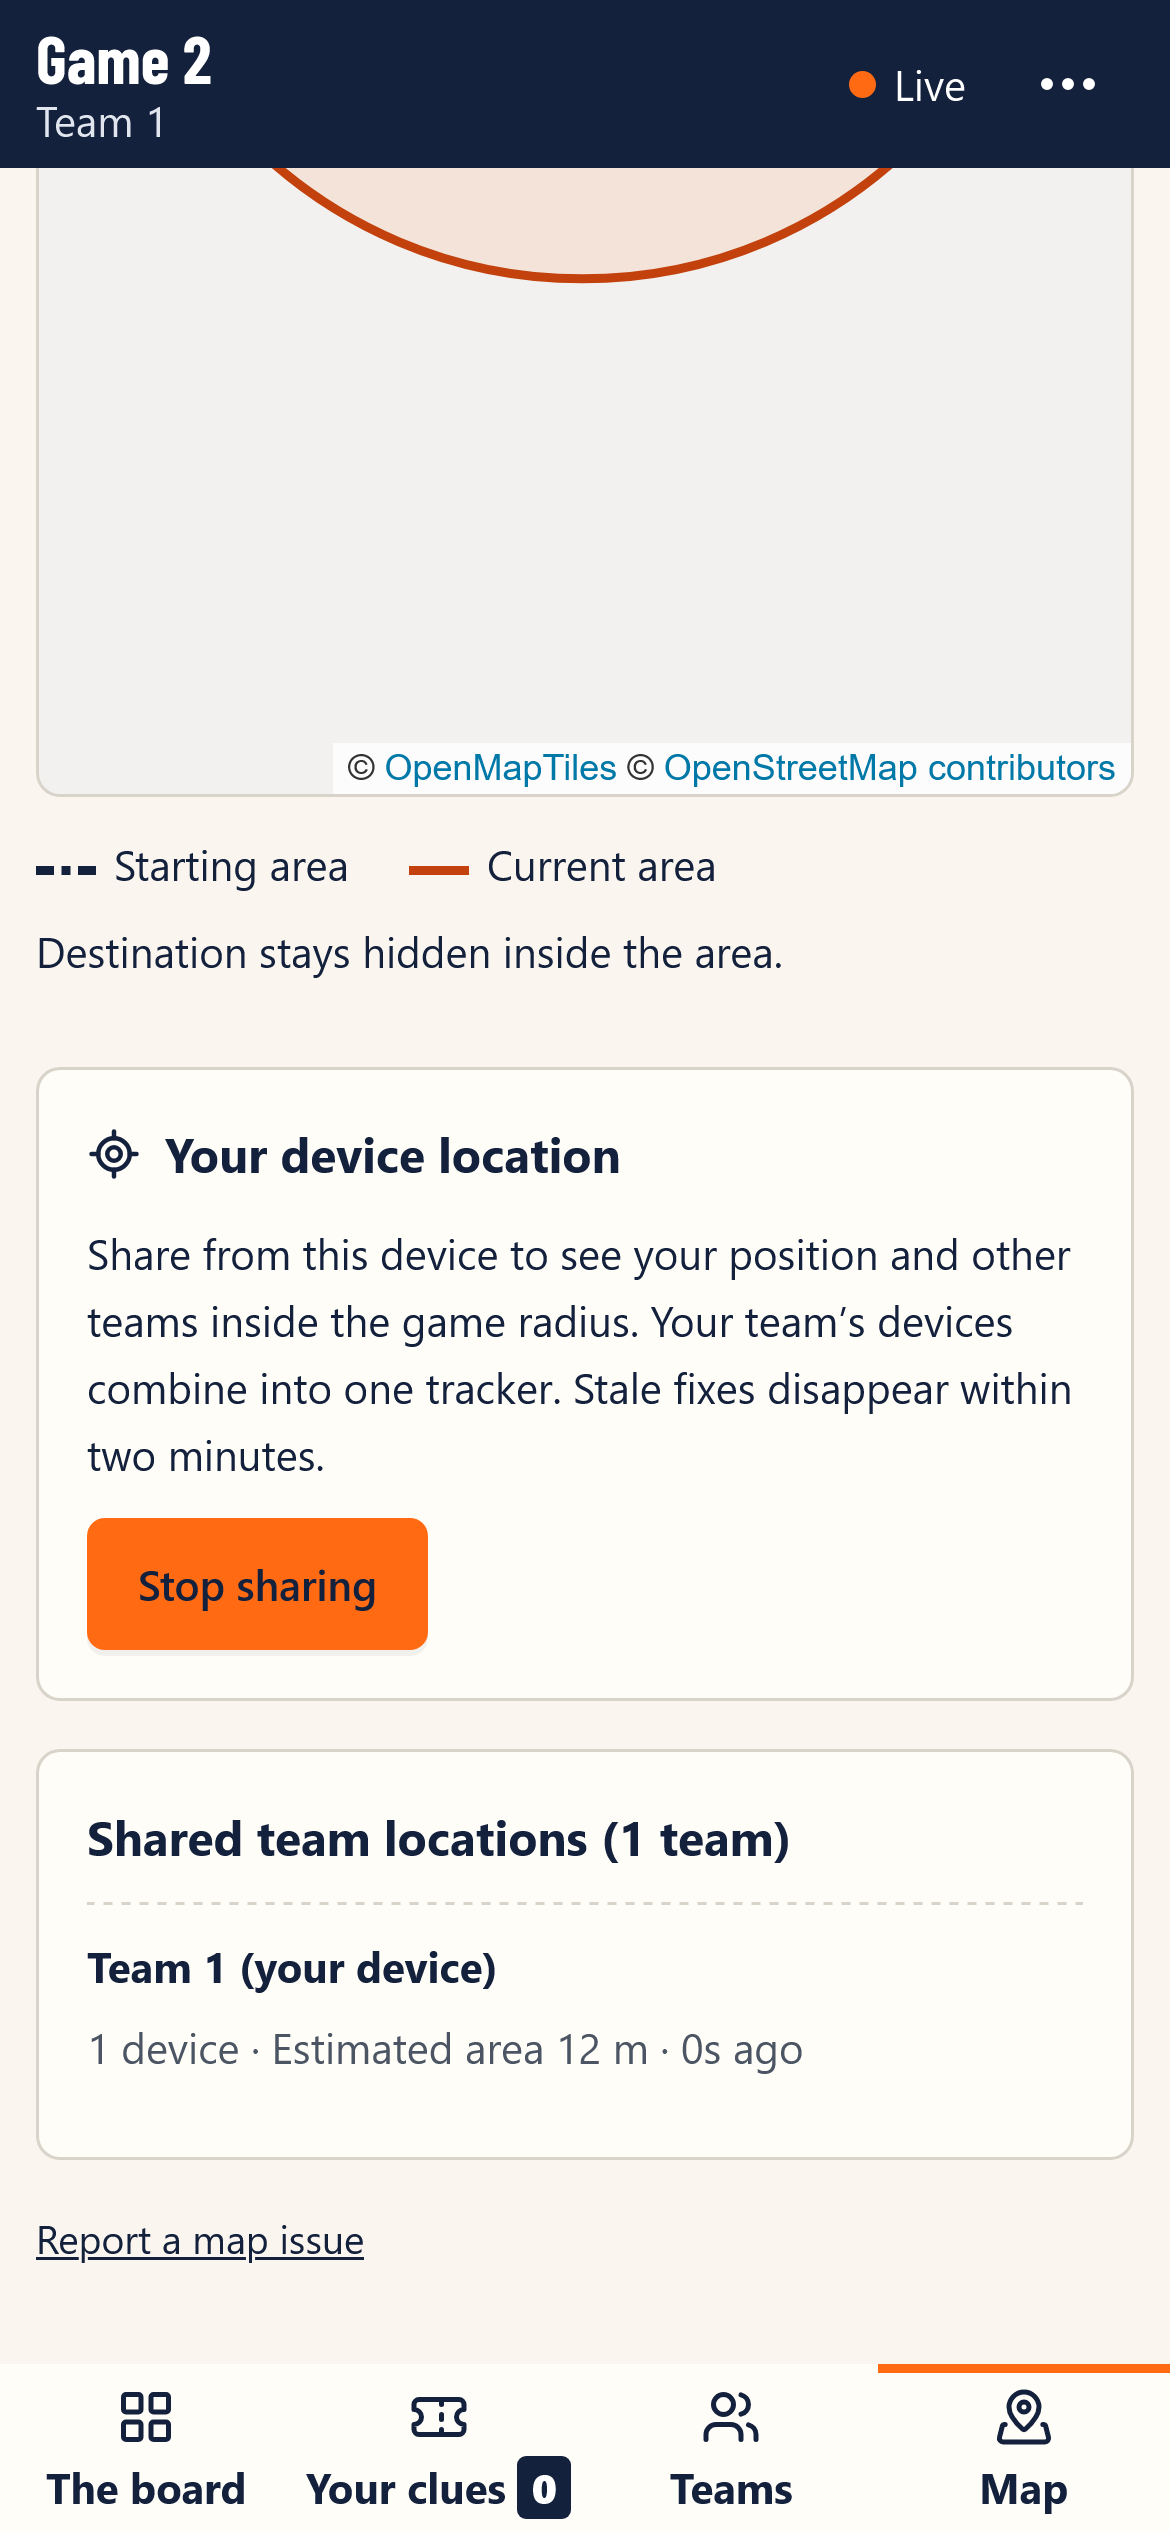 Game 2
Team 1
Live
© OpenMapTiles © OpenStreetMap contributors
Starting area
Current area
Destination stays hidden inside the area.
Your device location
Share from this device to see your position and other
teams inside the game radius. Your team’s devices
combine into one tracker. Stale fixes disappear within
two minutes.
Stop sharing
Shared team locations (1 team)
Team 1 (your device)
1 device · Estimated area 12 m · 0s ago
Report a map issue
The board
Your clues 0
Teams
Map